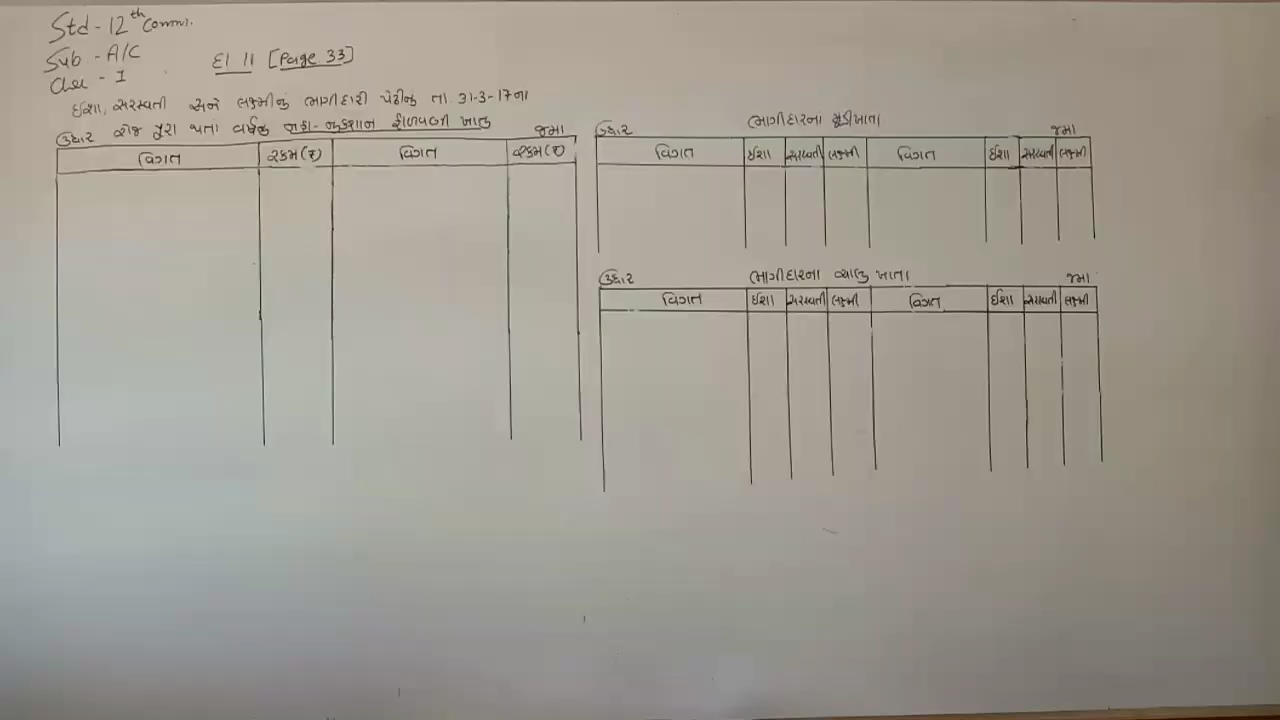 Std - 12th Comm.
Sub - A/C
Ch - 1
દા 11 [Page 33]
ઈશા, સરસ્વતી અને લક્ષ્મીનું ભાગીદારી પેઢીનું તા. 31-3-17ના
રોજ પૂરા થતા વર્ષનું નફા-નુકશાન ફાળવણી ખાતુ
ઉધાર જમા
વિગત રકમ(₹) વિગત રકમ(₹)
ભાગીદારના મૂડી ખાતા
ઉધાર જમા
વિગત ઈશા સરસ્વતી લક્ષ્મી વિગત ઈશા સરસ્વતી લક્ષ્મી
ભાગીદારના ચાલુ ખાતા
ઉધાર જમા
વિગત ઈશા સરસ્વતી લક્ષ્મી વિગત ઈશા સરસ્વતી લક્ષ્મી